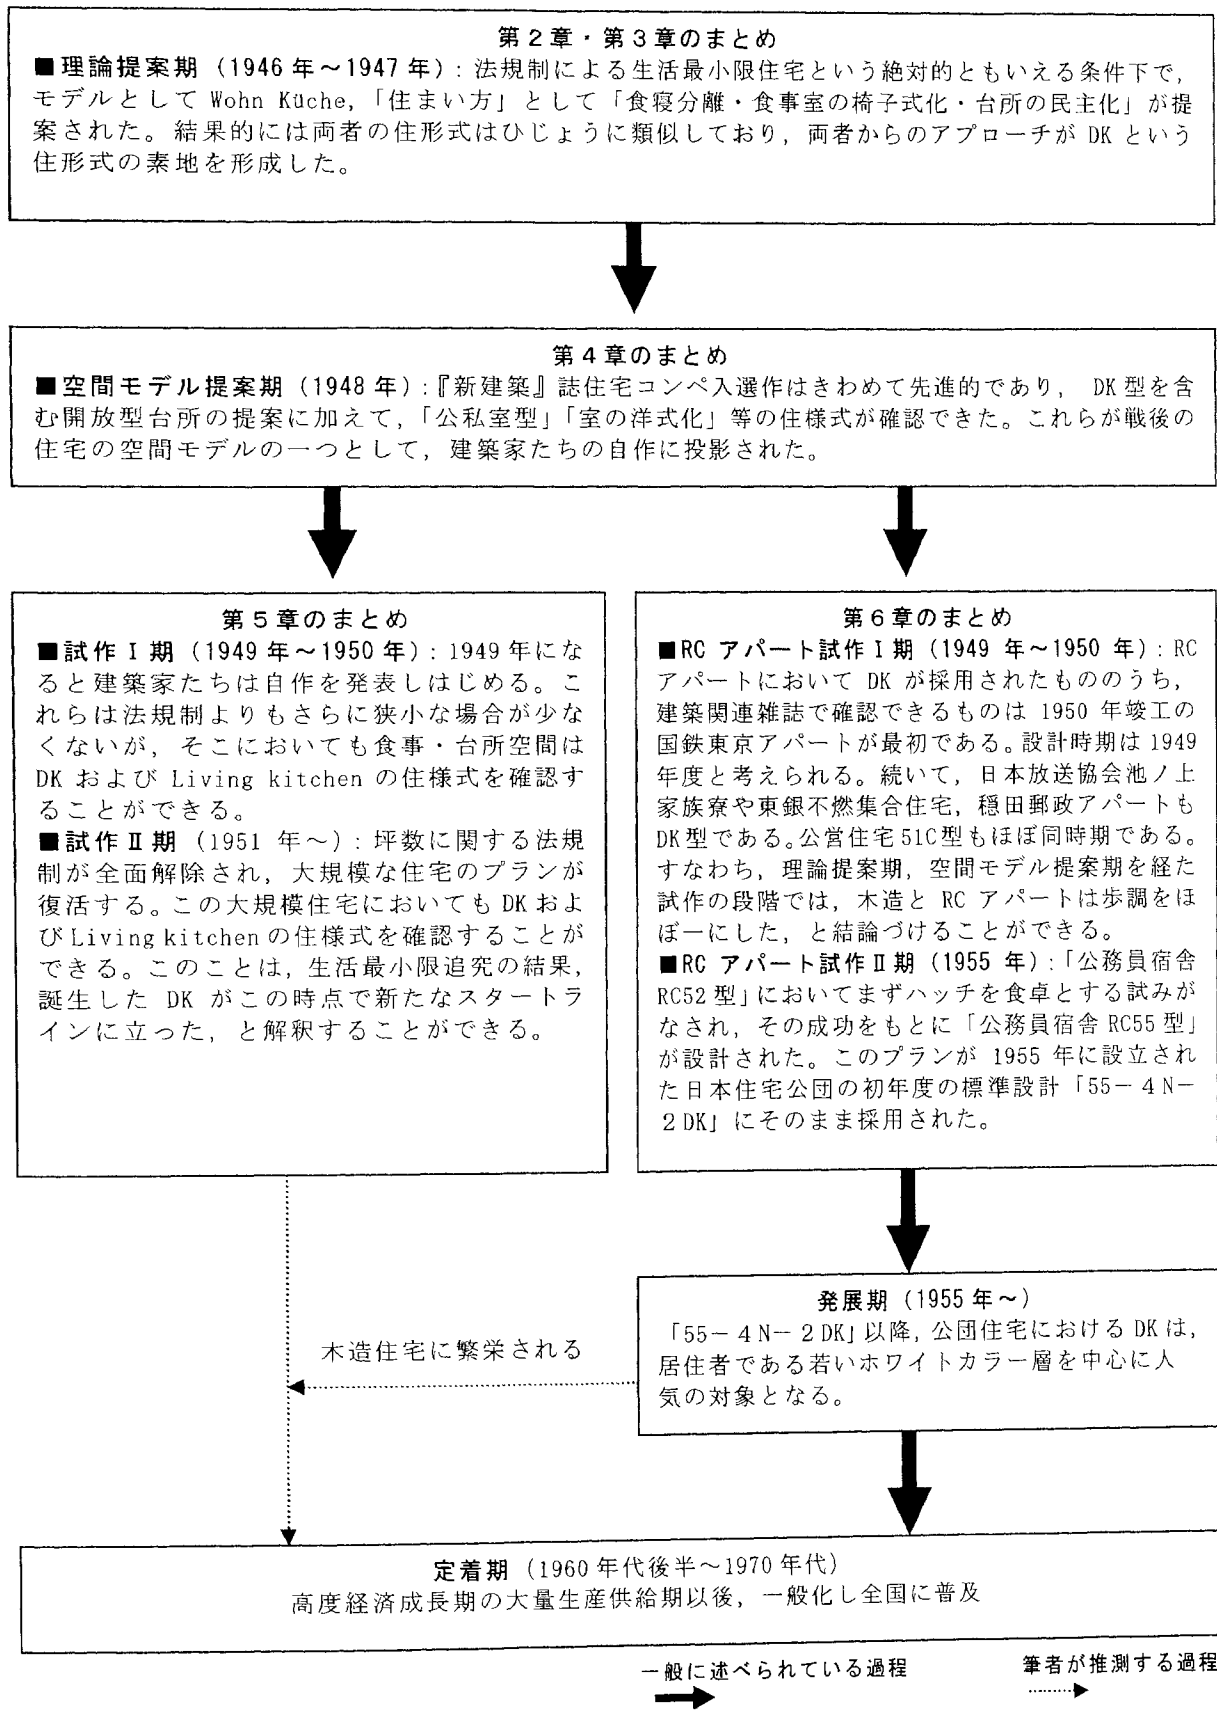 第2章・第3章のまとめ
■理論提案期（1946年～1947年）：法規制による生活最小限住宅という絶対的ともいえる条件下で，
モデルとして Wohn Küche，「住まい方」として「食寝分離・食事室の椅子式化・台所の民主化」が提
案された。結果的には両者の住形式はひじょうに類似しており，両者からのアプローチが DK という
住形式の素地を形成した。
第4章のまとめ
■空間モデル提案期（1948年）：『新建築』誌住宅コンペ入選作はきわめて先進的であり， DK型を含
む開放型台所の提案に加えて，「公私室型」「室の洋式化」等の住様式が確認できた。これらが戦後の
住宅の空間モデルの一つとして，建築家たちの自作に投影された。
第5章のまとめ
■試作Ⅰ期（1949年～1950年）：1949年にな
ると建築家たちは自作を発表しはじめる。こ
れらは法規制よりもさらに狭小な場合が少な
くないが，そこにおいても食事・台所空間は
DK および Living kitchen の住様式を確認す
ることができる。
■試作Ⅱ期（1951 年～）：坪数に関する法規
制が全面解除され，大規模な住宅のプランが
復活する。この大規模住宅においても DK およ
び Living kitchen の住様式を確認することが
できる。このことは，生活最小限追究の結果，
誕生した DK がこの時点で新たなスタートラ
インに立った，と解釈することができる。
第6章のまとめ
■RC アパート試作Ⅰ期（1949 年～1950 年）：RC
アパートにおいて DK が採用されたもののうち，
建築関連雑誌で確認できるものは 1950 年竣工の
国鉄東京アパートが最初である。設計時期は 1949
年度と考えられる。続いて，日本放送協会池ノ上
家族寮や東銀不燃集合住宅，穏田郵政アパートも
DK型である。公営住宅51C型もほぼ同時期である。
すなわち，理論提案期，空間モデル提案期を経た
試作の段階では，木造と RC アパートは歩調をほ
ぼ一にした，と結論づけることができる。
■RC アパート試作Ⅱ期（1955 年）：「公務員宿舎
RC52 型」においてまずハッチを食卓とする試みが
なされ，その成功をもとに「公務員宿舎 RC55 型」
が設計された。このプランが 1955 年に設立され
た日本住宅公団の初年度の標準設計「55－4N－
2DK」にそのまま採用された。
発展期（1955年～）
「55－4N－2DK」以降，公団住宅における DK は，
居住者である若いホワイトカラー層を中心に人
気の対象となる。
木造住宅に繁栄される
定着期（1960年代後半～1970年代）
高度経済成長期の大量生産供給期以後，一般化し全国に普及
一般に述べられている過程
筆者が推測する過程